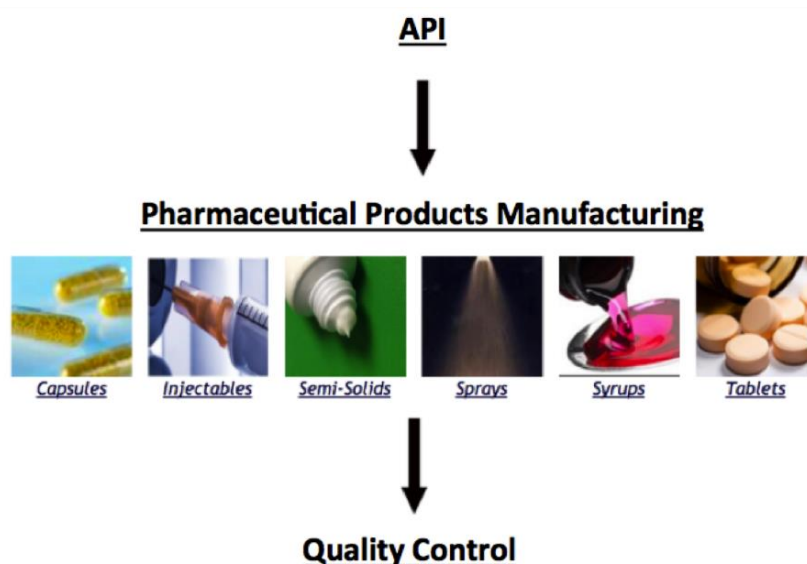 API
Pharmaceutical Products Manufacturing
Capsules Injectables Semi-Solids Sprays Syrups Tablets
Quality Control